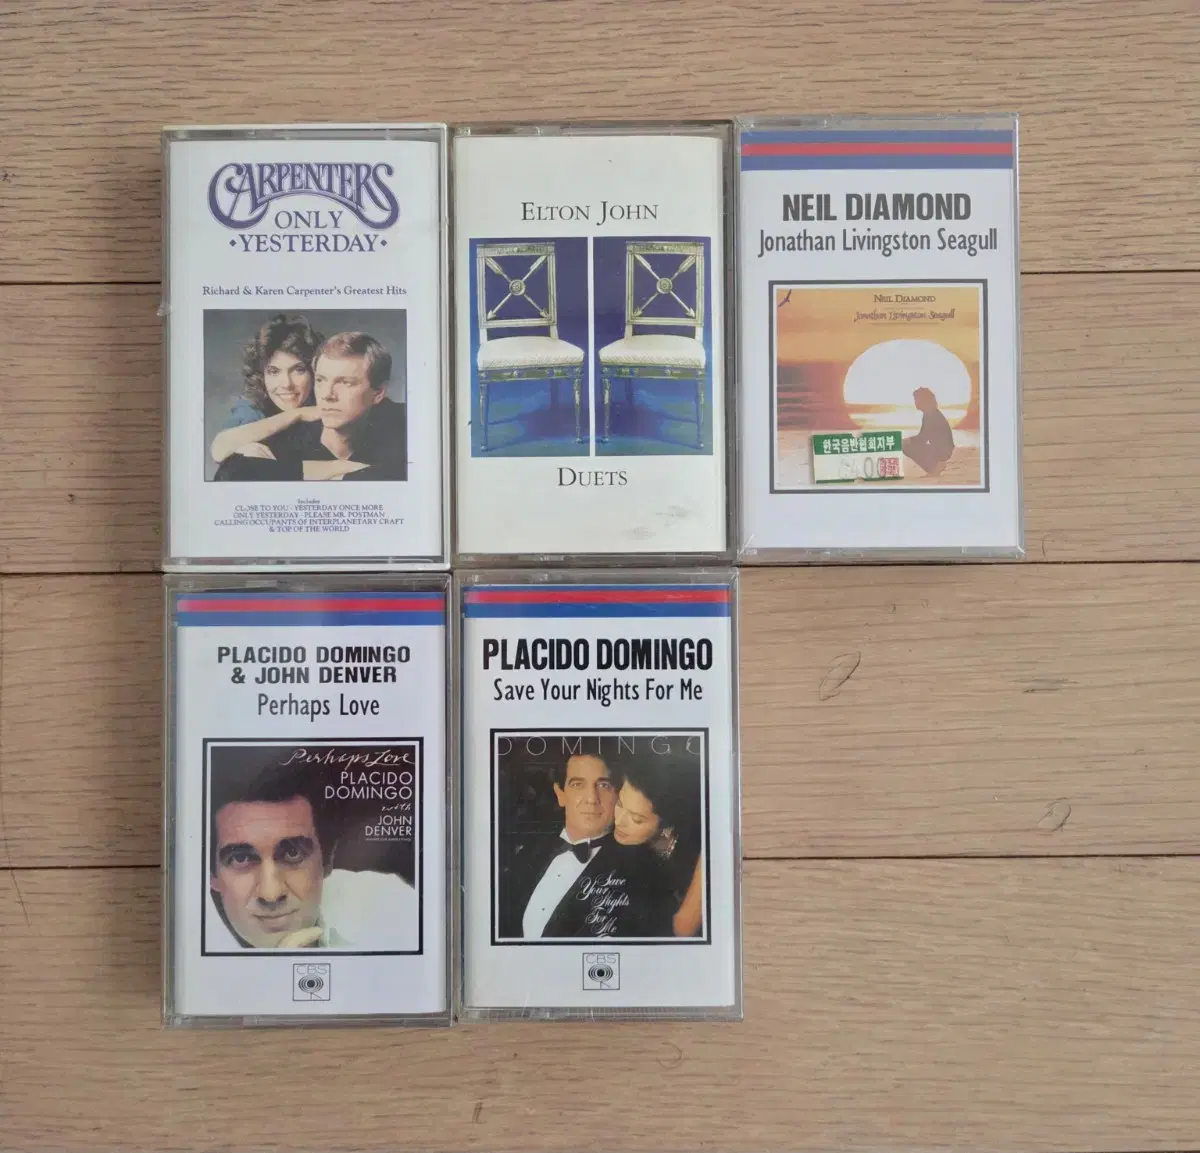 CARPENTERS
ONLY
•YESTERDAY•
Richard & Karen Carpenter's Greatest Hits
Includes
CLOSE TO YOU - YESTERDAY ONCE MORE
ONLY YESTERDAY - PLEASE MR. POSTMAN
CALLING OCCUPANTS OF INTERPLANETARY CRAFT
& TOP OF THE WORLD
ELTON JOHN
DUETS
NEIL DIAMOND
Jonathan Livingston Seagull
NEIL DIAMOND
Jonathan Livingston Seagull
한국음반협회지부
PLACIDO DOMINGO
& JOHN DENVER
Perhaps Love
Perhaps Love
PLACIDO
DOMINGO
with
JOHN
DENVER
CBS
PLACIDO DOMINGO
Save Your Nights For Me
DOMINGO
Save
Your
Nights
For
Me
CBS